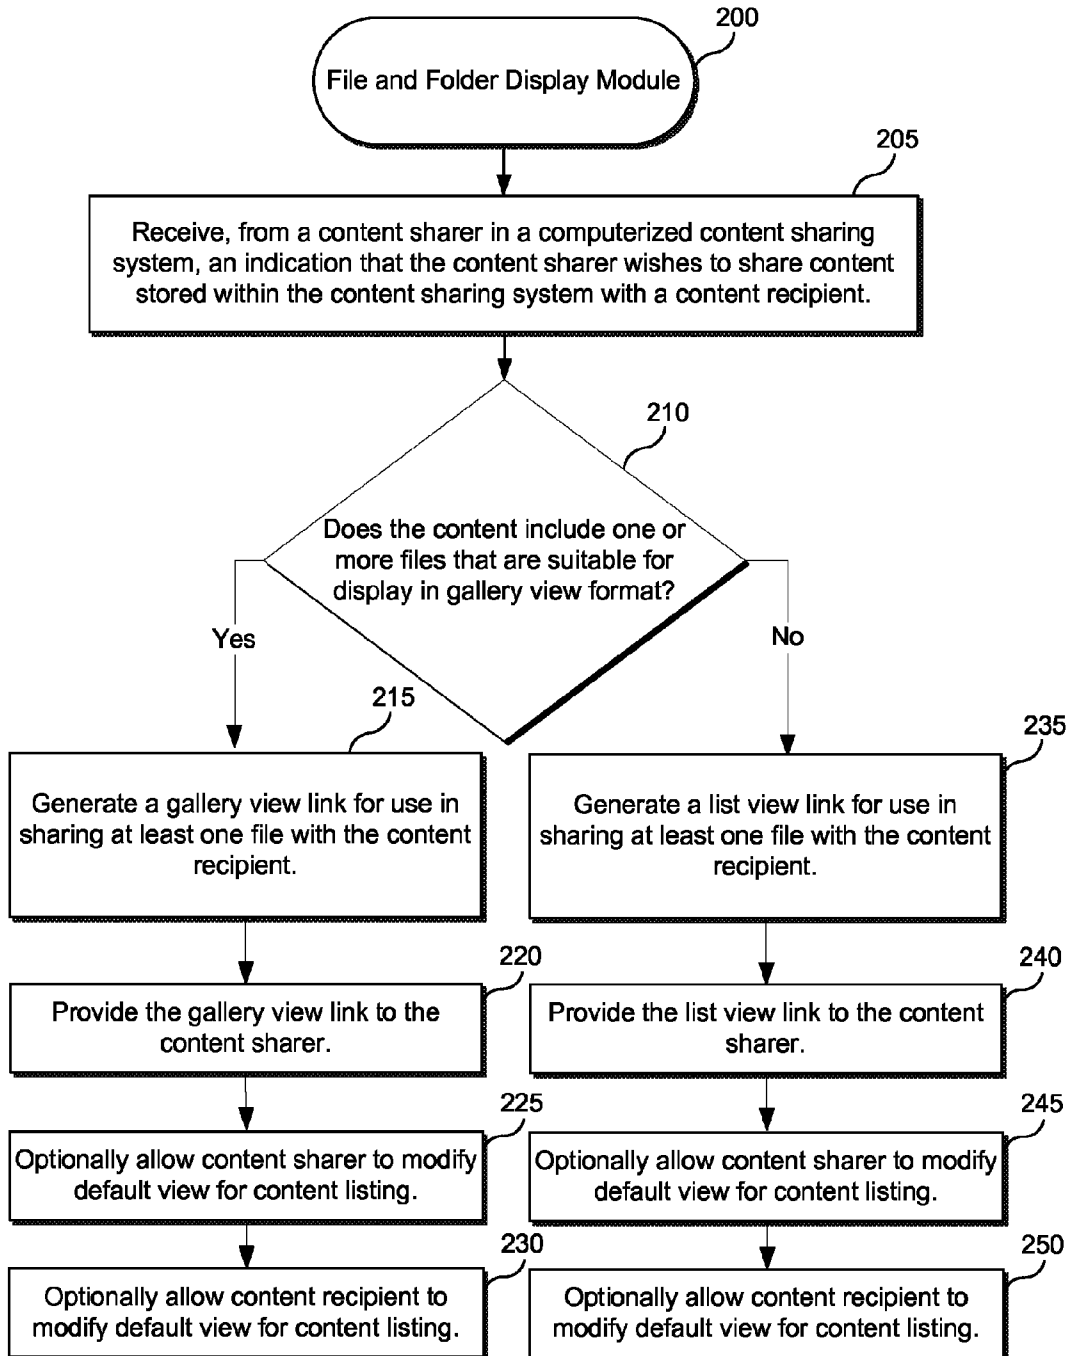 200
File and Folder Display Module
205
Receive, from a content sharer in a computerized content sharing
system, an indication that the content sharer wishes to share content
stored within the content sharing system with a content recipient.
210
Does the content include one or
more files that are suitable for
display in gallery view format?
Yes
No
215
Generate a gallery view link for use in
sharing at least one file with the content
recipient.
235
Generate a list view link for use in
sharing at least one file with the content
recipient.
220
Provide the gallery view link to the
content sharer.
240
Provide the list view link to the content
sharer.
225
Optionally allow content sharer to modify
default view for content listing.
245
Optionally allow content sharer to modify
default view for content listing.
230
Optionally allow content recipient to
modify default view for content listing.
250
Optionally allow content recipient to
modify default view for content listing.